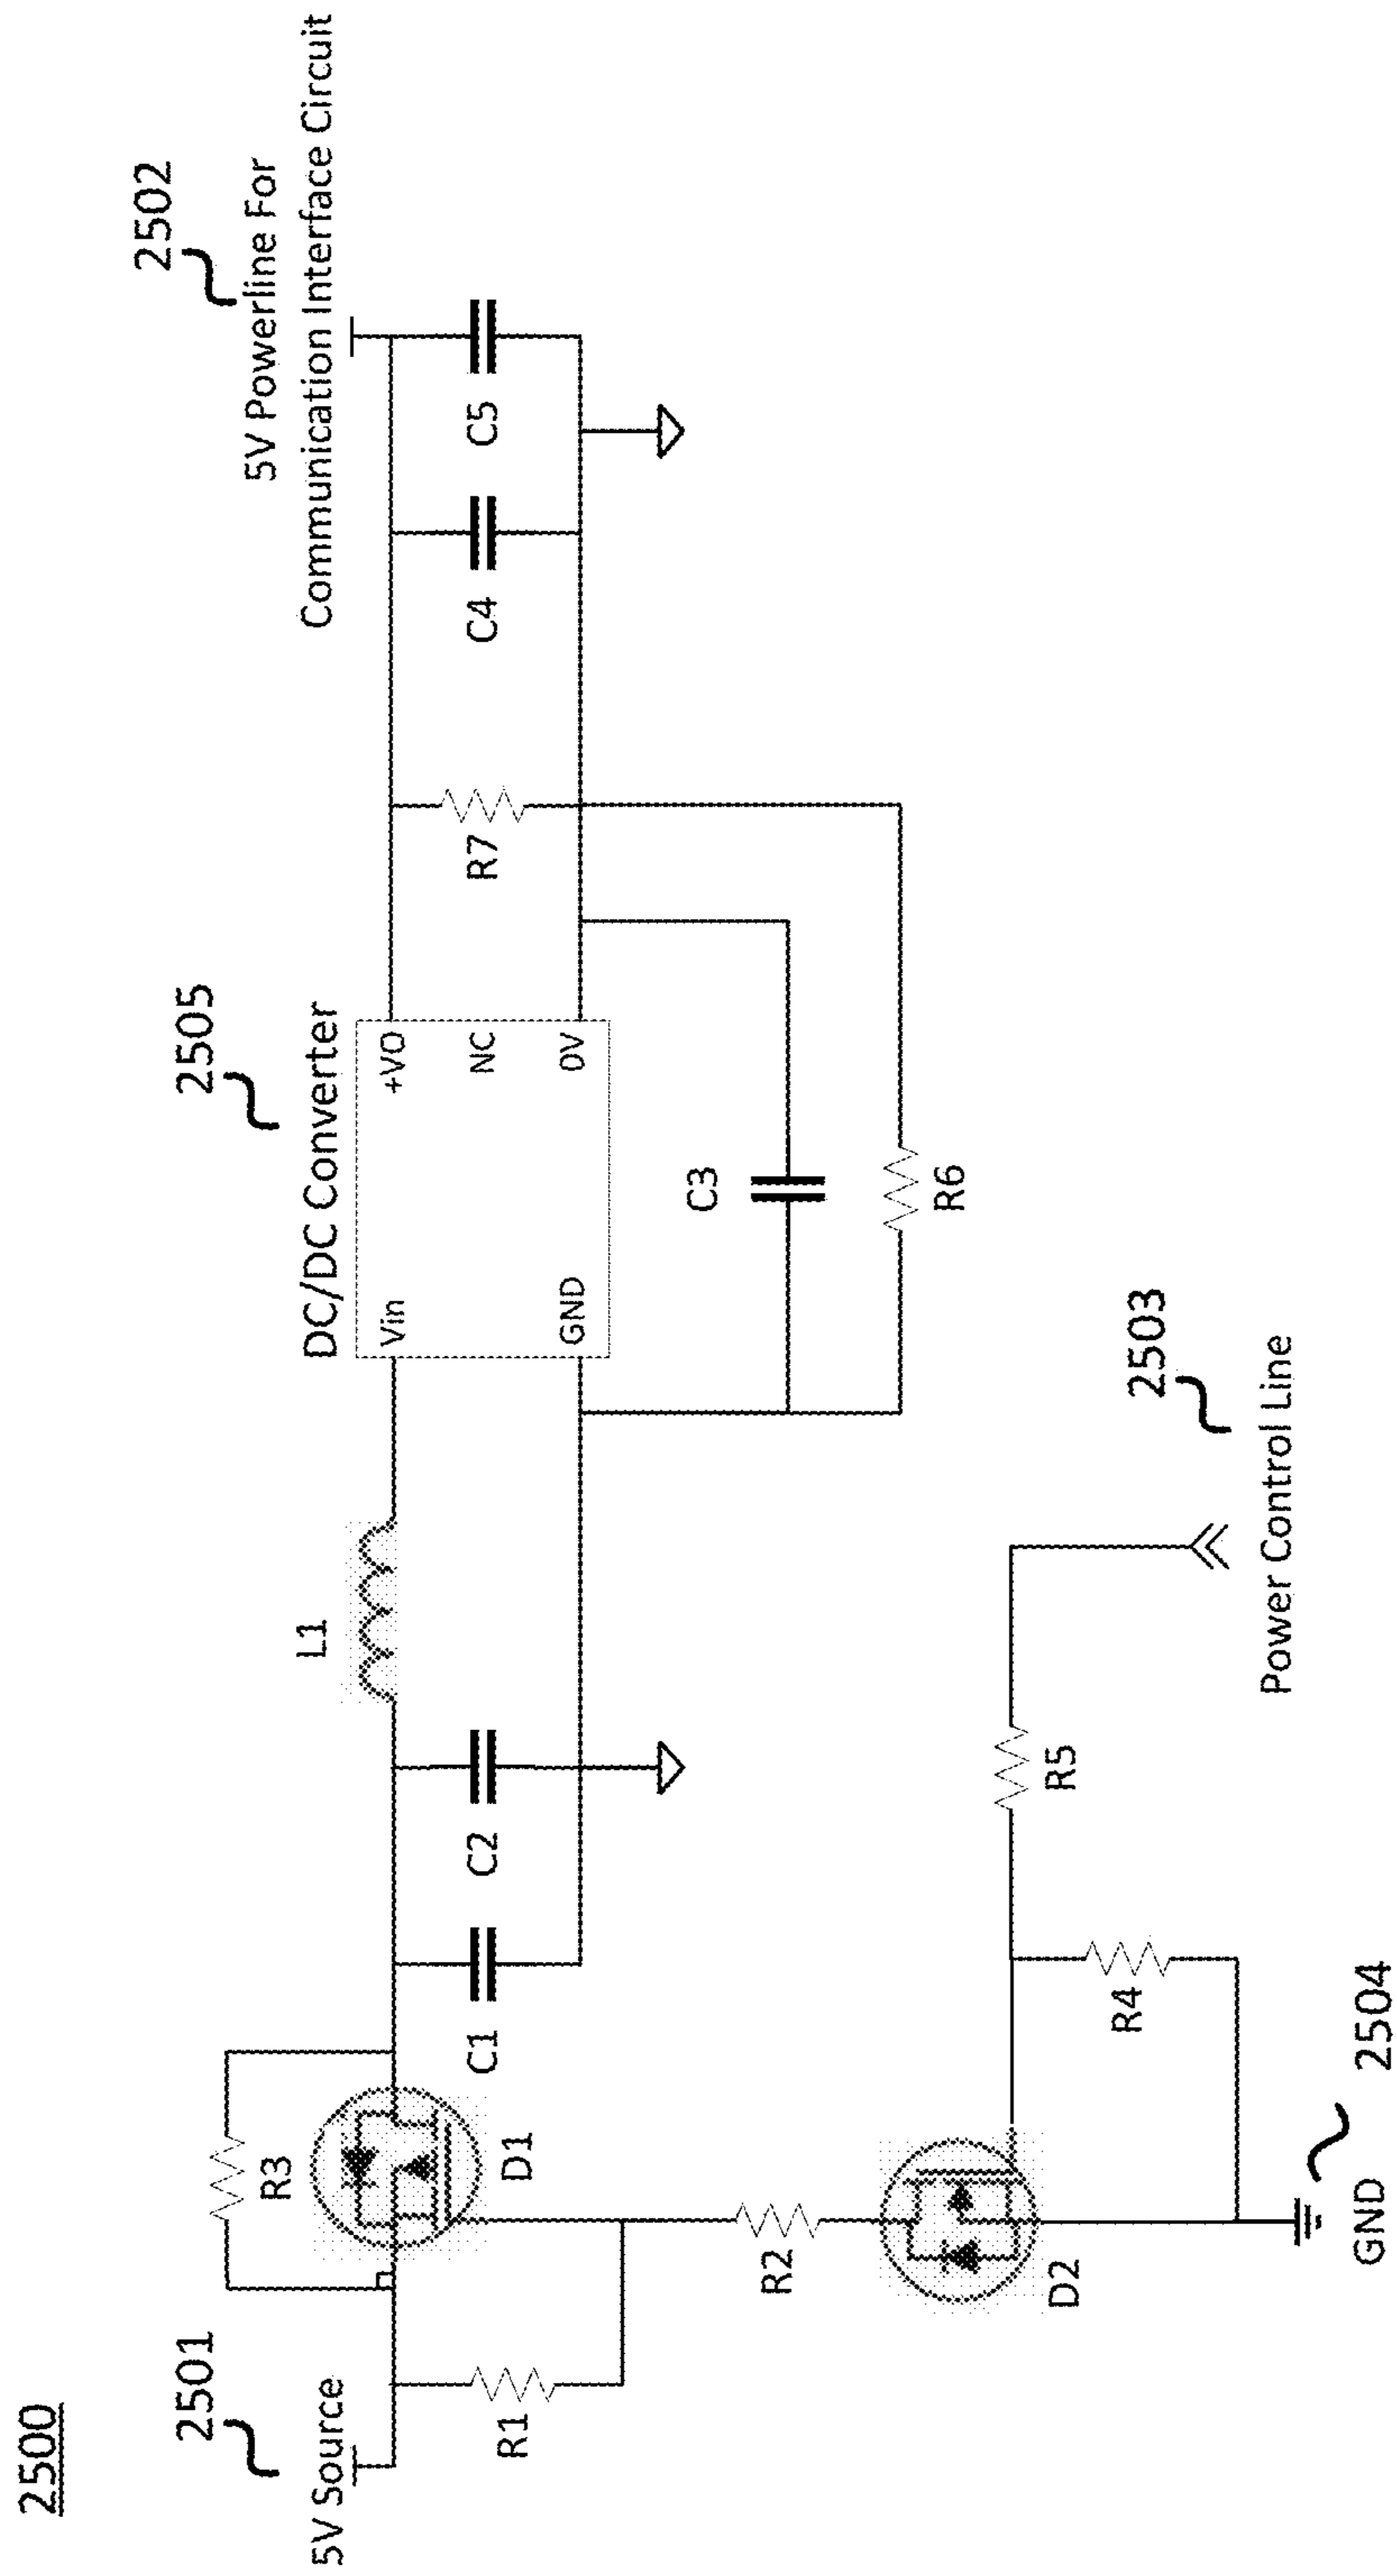 2500
2501
5V Source
R1
R3
D1
R2
D2
GND
2504
C1
C2
L1
R4
R5
2503
Power Control Line
2505
DC/DC Converter
Vin
GND
+VO
NC
0V
C3
R6
R7
C4
C5
2502
5V Powerline For
Communication Interface Circuit